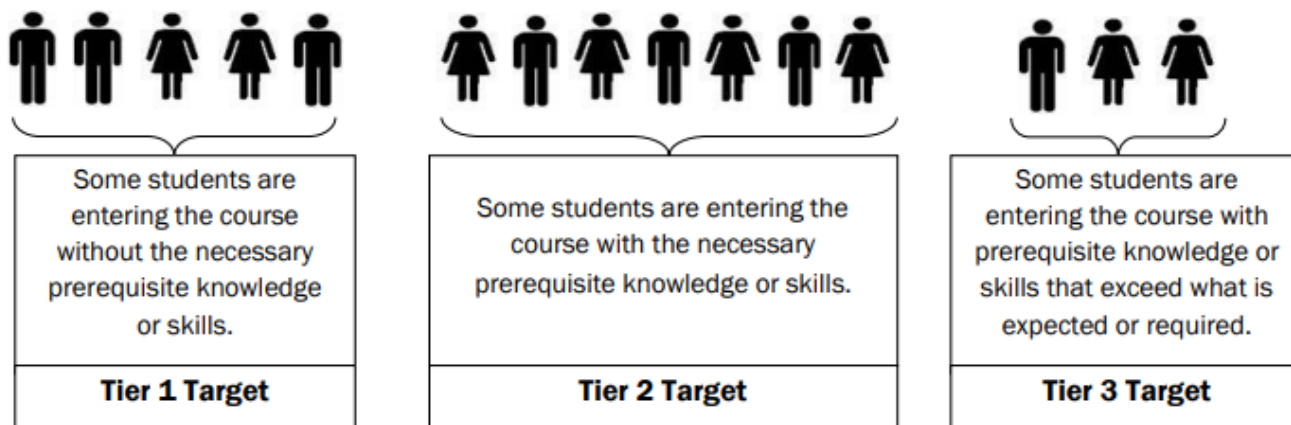 Some students are
entering the course
without the necessary
prerequisite knowledge
or skills.
Tier 1 Target
Some students are entering the
course with the necessary
prerequisite knowledge or skills.
Tier 2 Target
Some students are
entering the course with
prerequisite knowledge or
skills that exceed what is
expected or required.
Tier 3 Target